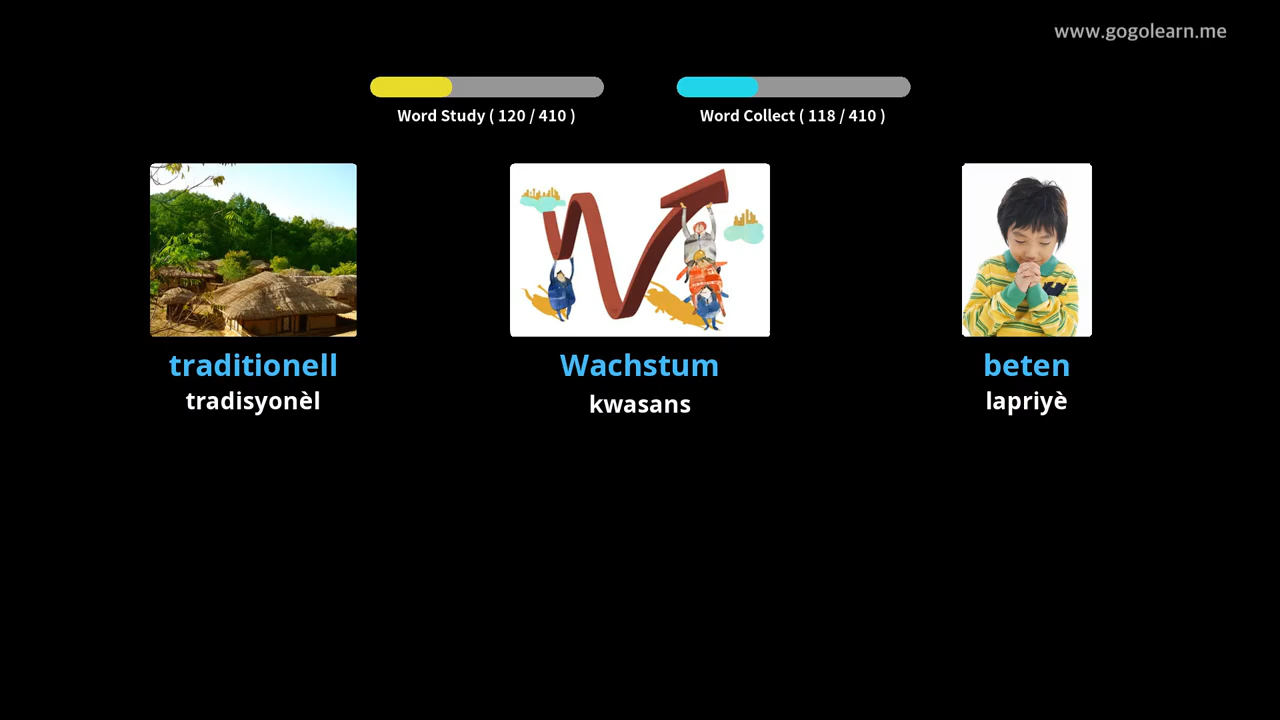 www.gogolearn.me
Word Study ( 120 / 410 )
Word Collect ( 118 / 410 )
traditionell
tradisyonèl
Wachstum
kwasans
beten
lapriyè